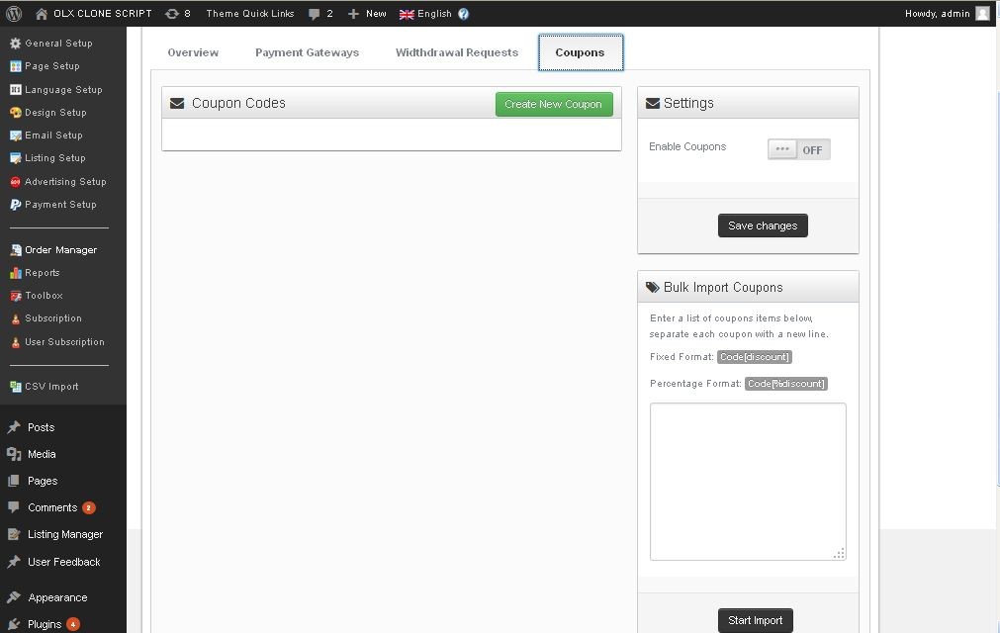 OLX CLONE SCRIPT 8 Theme Quick Links 2 New English Howdy, admin
General Setup
Page Setup
Language Setup
Design Setup
Email Setup
Listing Setup
Advertising Setup
Payment Setup
Order Manager
Reports
Toolbox
Subscription
User Subscription
CSV Import
Posts
Media
Pages
Comments 2
Listing Manager
User Feedback
Appearance
Plugins 4
Overview Payment Gateways Widthdrawal Requests Coupons
Coupon Codes Create New Coupon
Settings
Enable Coupons OFF
Save changes
Bulk Import Coupons
Enter a list of coupons items below,
separate each coupon with a new line.
Fixed Format: Code[discount]
Percentage Format: Code[%discount]
Start Import